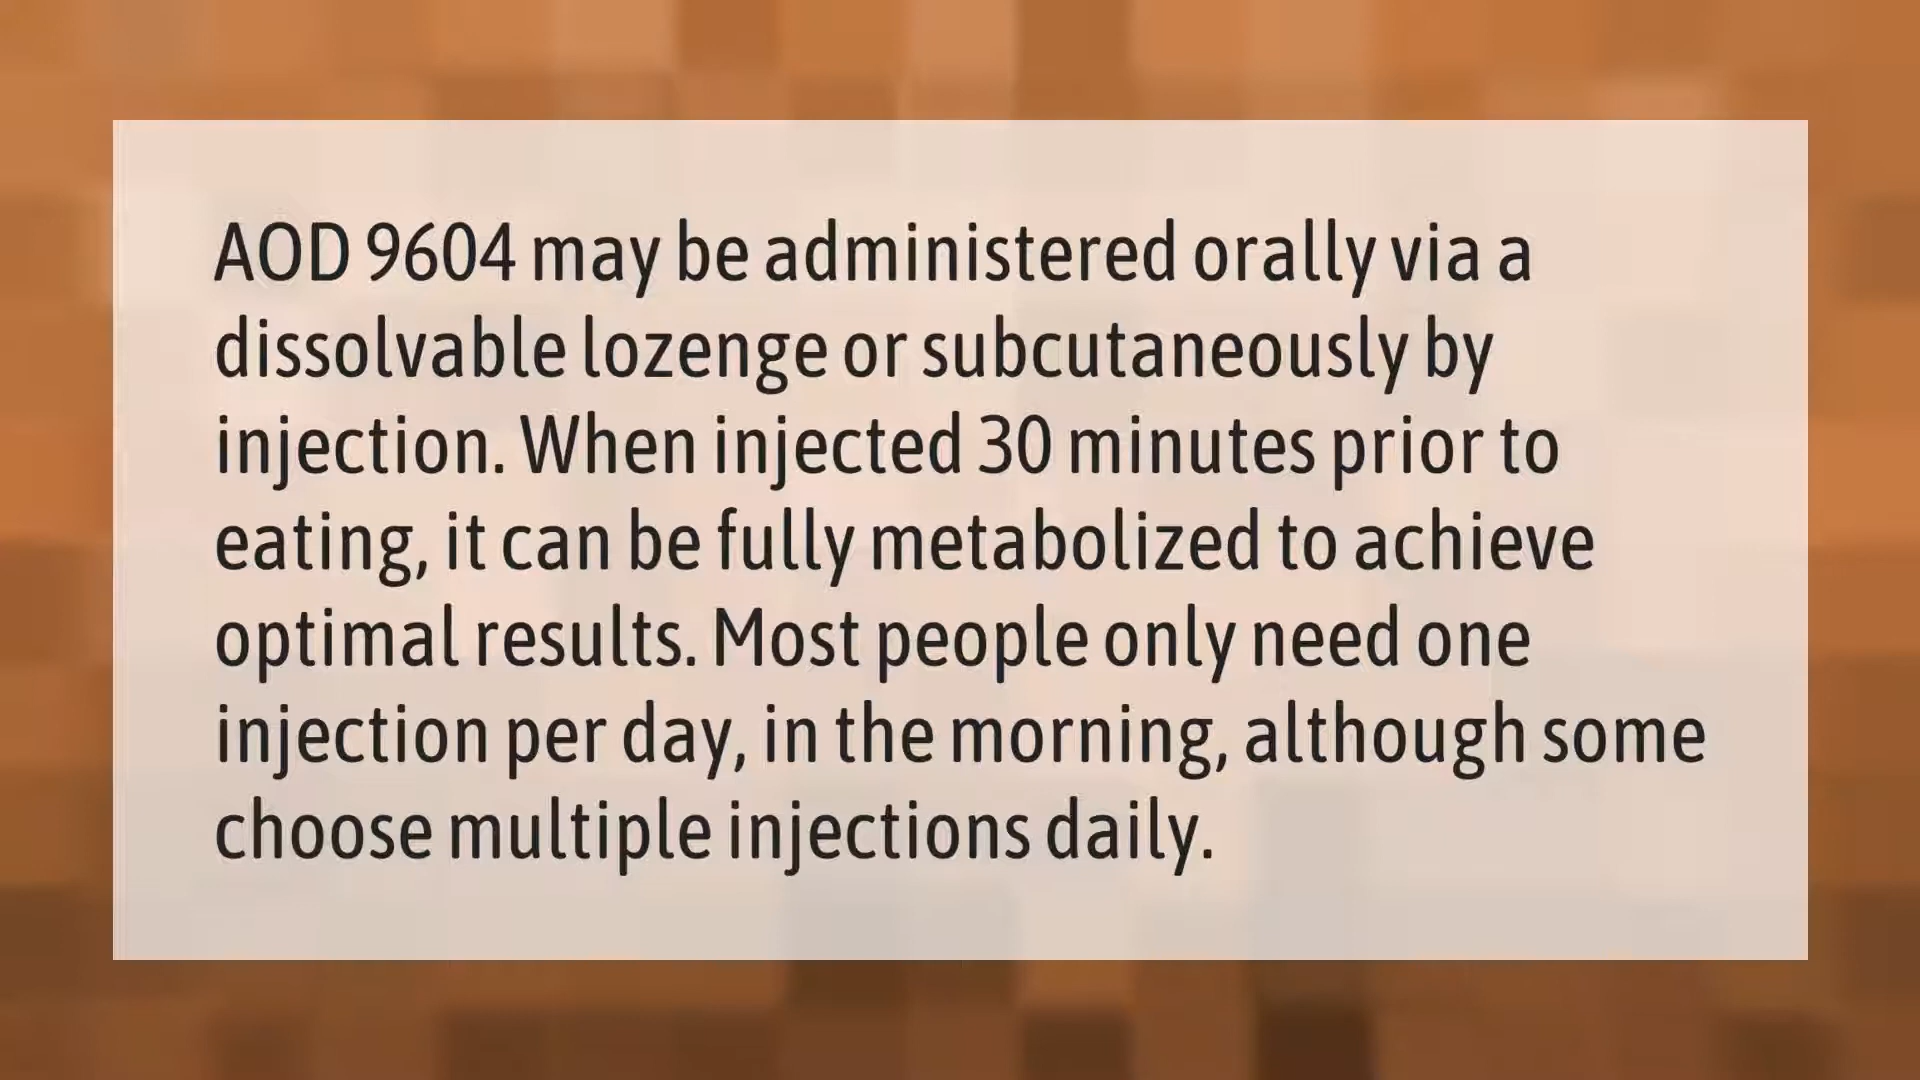 AOD 9604 may be administered orally via a
dissolvable lozenge or subcutaneously by
injection. When injected 30 minutes prior to
eating, it can be fully metabolized to achieve
optimal results. Most people only need one
injection per day, in the morning, although some
choose multiple injections daily.